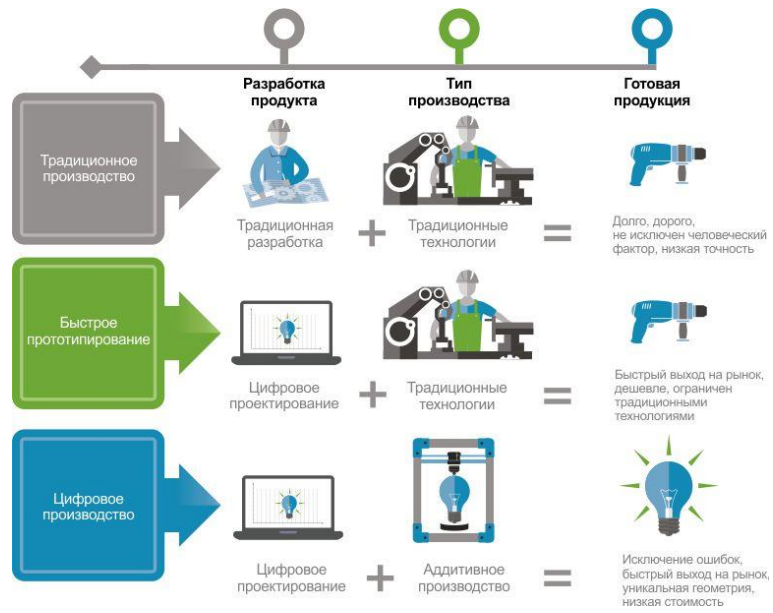 Разработка
продукта
Тип
производства
Готовая
продукция
Традиционное
производство
Традиционная
разработка
+
Традиционные
технологии
=
Долго, дорого,
не исключен человеческий
фактор, низкая точность
Быстрое
прототипирование
Цифровое
проектирование
+
Традиционные
технологии
=
Быстрый выход на рынок,
дешевле, ограничен
традиционными
технологиями
Цифровое
производство
Цифровое
проектирование
+
Аддитивное
производство
=
Исключение ошибок,
быстрый выход на рынок,
уникальная геометрия,
низкая стоимость